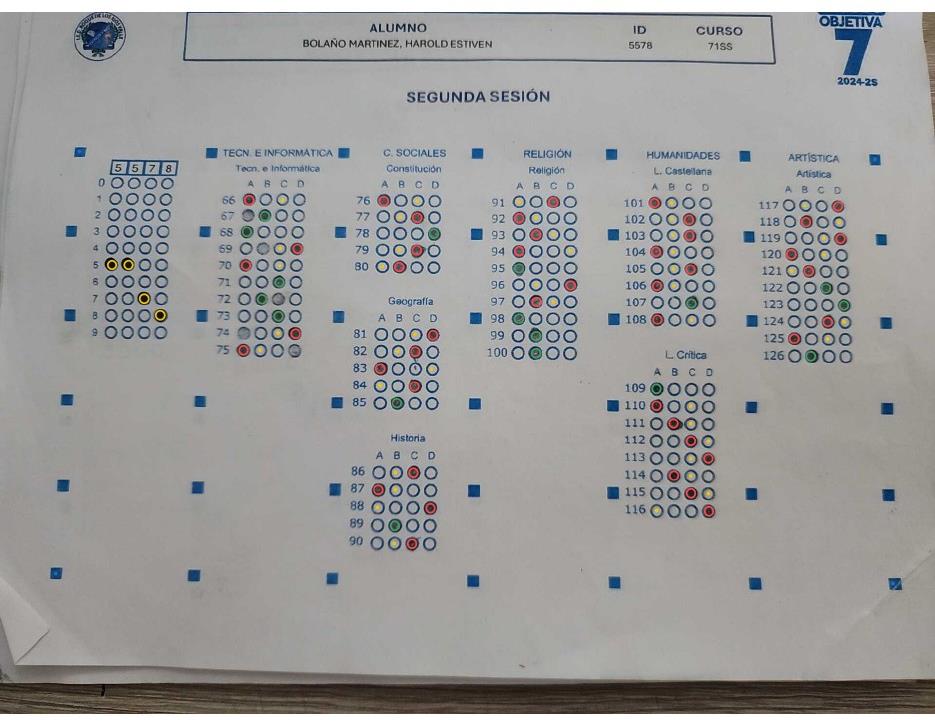 ALUMNO
BOLAÑO MARTINEZ, HAROLD ESTIVEN
ID
5578
CURSO
71SS
OBJETIVA
7
2024-2S
SEGUNDA SESIÓN
5 5 7 8
0
1
2
3
4
5
6
7
8
9
TECN. E INFORMÁTICA
Tecn. e Informática
A B C D
66
67
68
69
70
71
72
73
74
75
C. SOCIALES
Constitución
A B C D
76
77
78
79
80
Geografía
81
82
83
84
85
Historia
A B C D
86
87
88
89
90
RELIGIÓN
Religión
A B C D
91
92
93
94
95
96
97
98
99
100
HUMANIDADES
L. Castellana
A B C D
101
102
103
104
105
106
107
108
L. Crítica
A B C D
109
110
111
112
113
114
115
116
ARTÍSTICA
Artística
A B C D
117
118
119
120
121
122
123
124
125
126